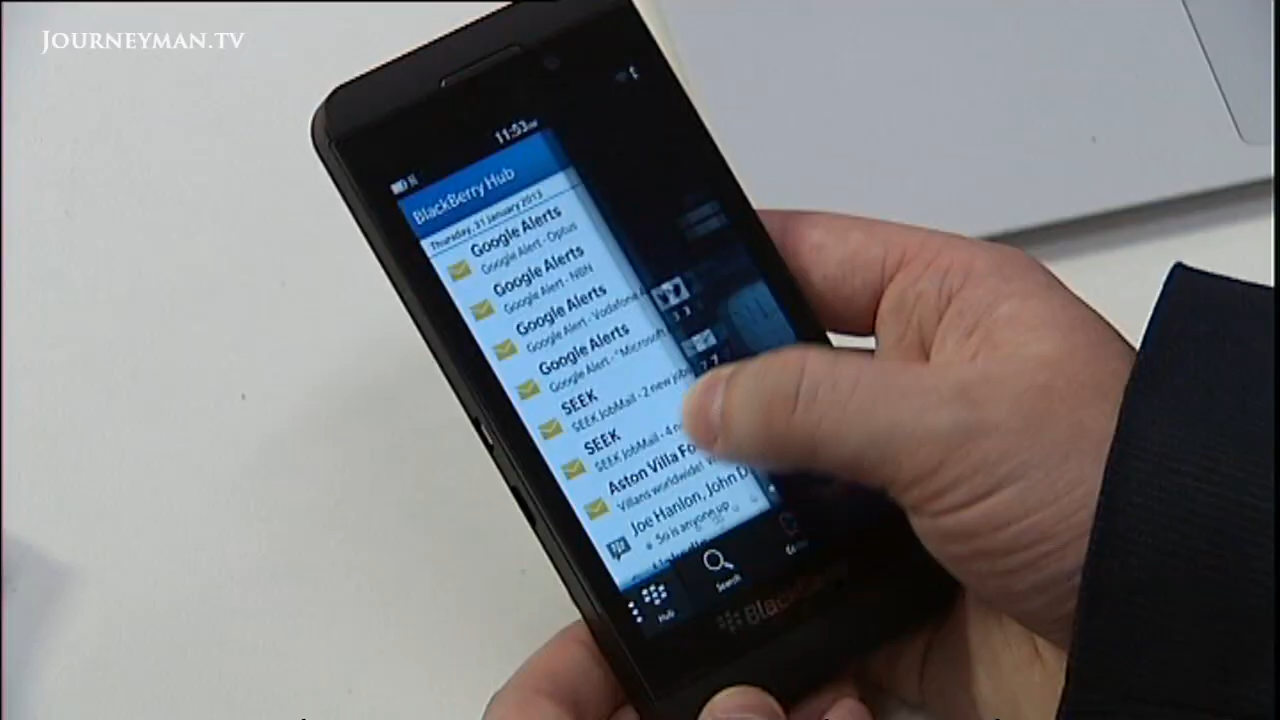 JOURNEYMAN.TV
11:53
BlackBerry Hub
Thursday, 31 January 2013
Google Alerts
Google Alert - Optus
Google Alerts
Google Alert - NBN
Google Alerts
Google Alert - Vodafone
Google Alerts
Google Alert - "Microsoft
SEEK
SEEK JobMail - 2 new jobs
SEEK
SEEK JobMail - 4
Aston Villa
Villans worldwide!
Joe Hanlon, John D
So is anyone up
Hub
Search
BlackBerry